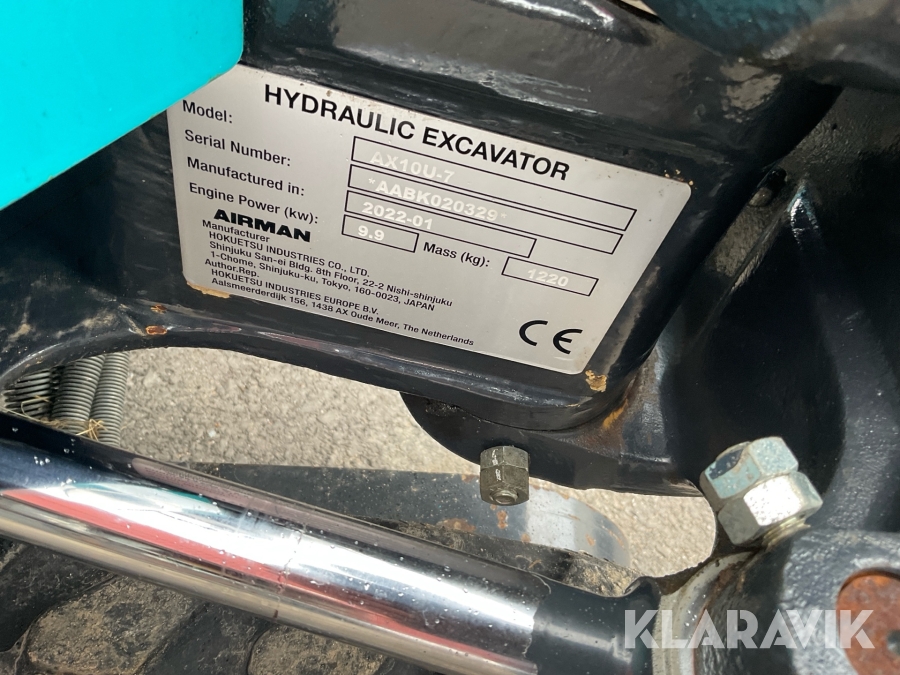 HYDRAULIC EXCAVATOR
Model: AX10U-7
Serial Number: *AABK020329*
Manufactured in: 2022-01
Engine Power (kw): 9.9 Mass (kg): 1220
AIRMAN
Manufacturer
HOKUETSU INDUSTRIES CO., LTD.
Shinjuku San-ei Bldg. 8th Floor, 22-2 Nishi-shinjuku
1-Chome, Shinjuku-ku, Tokyo, 160-0023, JAPAN
Author.Rep.
HOKUETSU INDUSTRIES EUROPE B.V.
Aalsmeerderdijk 156, 1438 AX Oude Meer, The Netherlands
CE
KLARAVIK